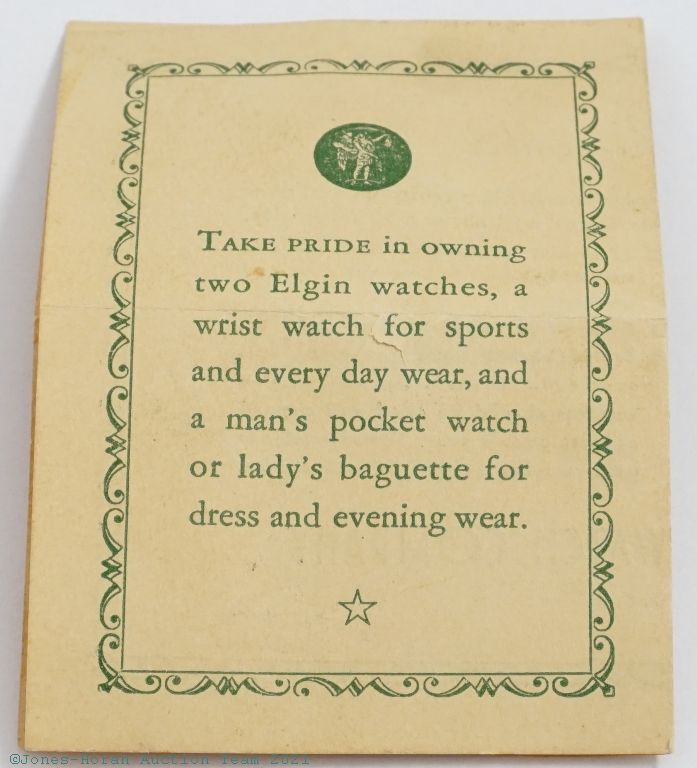 TAKE PRIDE in owning
two Elgin watches, a
wrist watch for sports
and every day wear, and
a man's pocket watch
or lady's baguette for
dress and evening wear.
©Jones-Horan Auction Team 2021